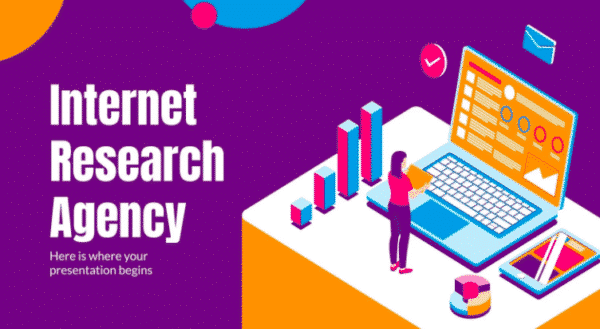 Internet
Research
Agency
Here is where your
presentation begins